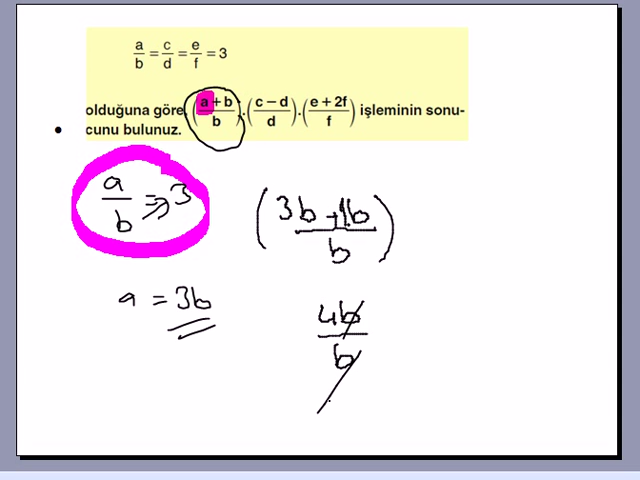 a/b = c/d = e/f = 3
olduğuna göre, (a + b / b) . (c − d / d) . (e + 2f / f) işleminin sonu-
cunu bulunuz.
a/b = 3
(3b + 1b / b)
a = 3b
4b/b